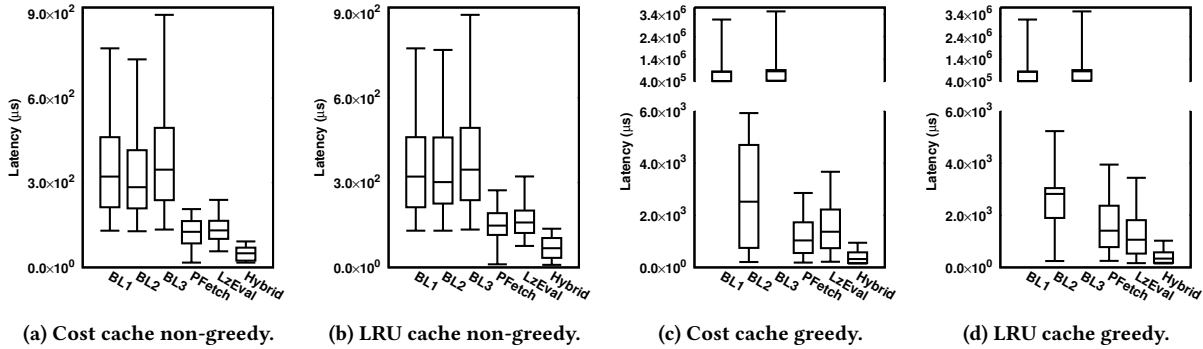 Latency (µs)
9.0×10²
6.0×10²
3.0×10²
0.0×10⁰
BL1
BL2
BL3
PFetch
LzEval
Hybrid
(a) Cost cache non-greedy.
Latency (µs)
9.0×10²
6.0×10²
3.0×10²
0.0×10⁰
BL1
BL2
BL3
PFetch
LzEval
Hybrid
(b) LRU cache non-greedy.
Latency (µs)
3.4×10⁶
2.4×10⁶
1.4×10⁶
4.0×10⁵
6.0×10³
4.0×10³
2.0×10³
0.0×10⁰
BL1
BL2
BL3
PFetch
LzEval
Hybrid
(c) Cost cache greedy.
Latency (µs)
3.4×10⁶
2.4×10⁶
1.4×10⁶
4.0×10⁵
6.0×10³
4.0×10³
2.0×10³
0.0×10⁰
BL1
BL2
BL3
PFetch
LzEval
Hybrid
(d) LRU cache greedy.